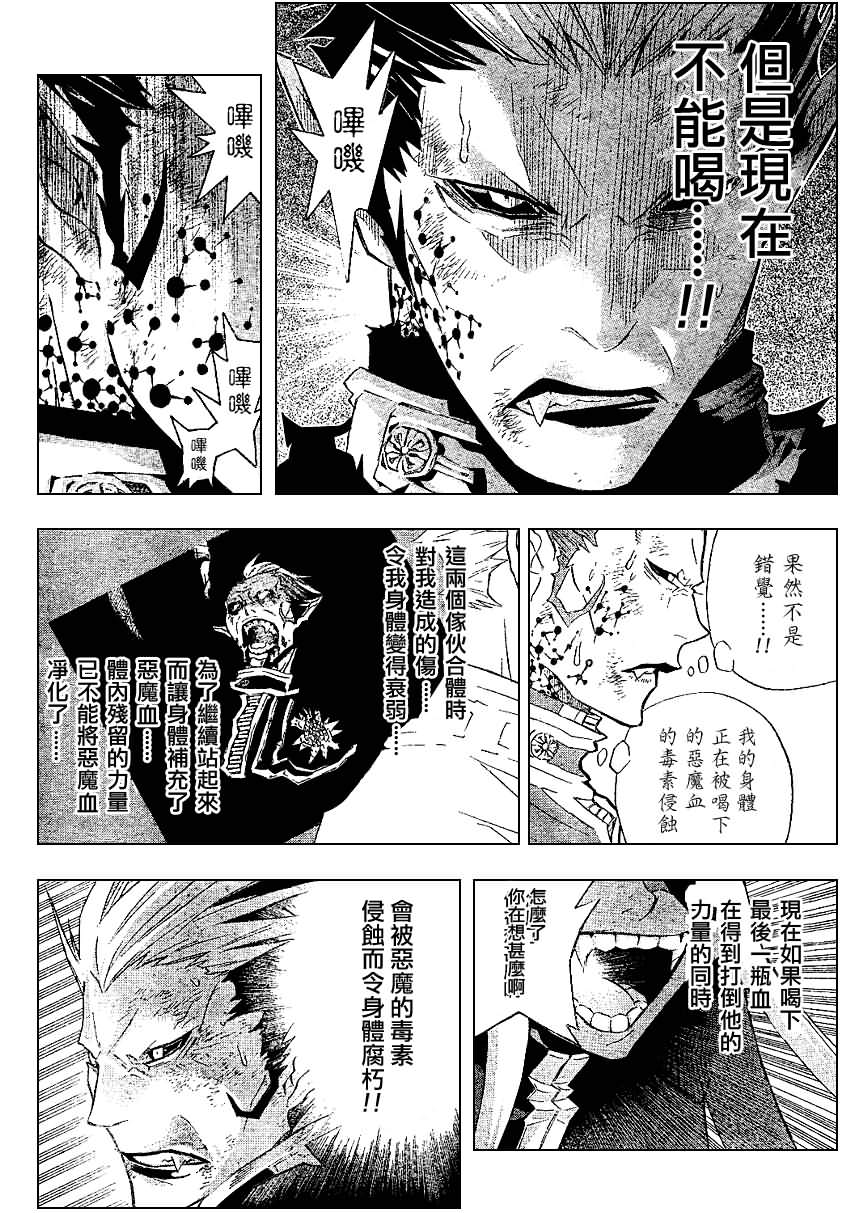 但是現在
不能喝……!!
嗶嘰
嗶嘰
嗶嘰
嗶嘰
果然不是
錯覺……!!
我的身體
正在被喝下
的惡魔血
的毒素侵蝕
這兩個傢伙合體時
對我造成的傷……
令我身體變得衰弱……
為了繼續站起來
而讓身體補充了
惡魔血……
體內殘留的力量
已不能將惡魔血
凈化了……
現在如果喝下
最後一瓶血
在得到打倒他的
力量的同時
怎麼了
你在想甚麼啊
會被惡魔的毒素
侵蝕而令身體腐朽!!